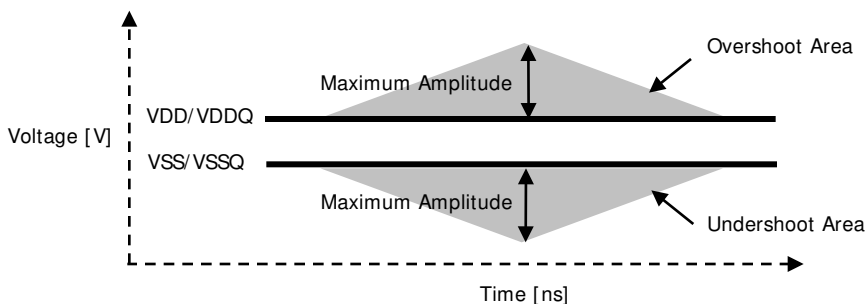 Overshoot Area
Maximum Amplitude
VDD/VDDQ
Voltage [V]
VSS/VSSQ
Maximum Amplitude
Undershoot Area
Time [ns]